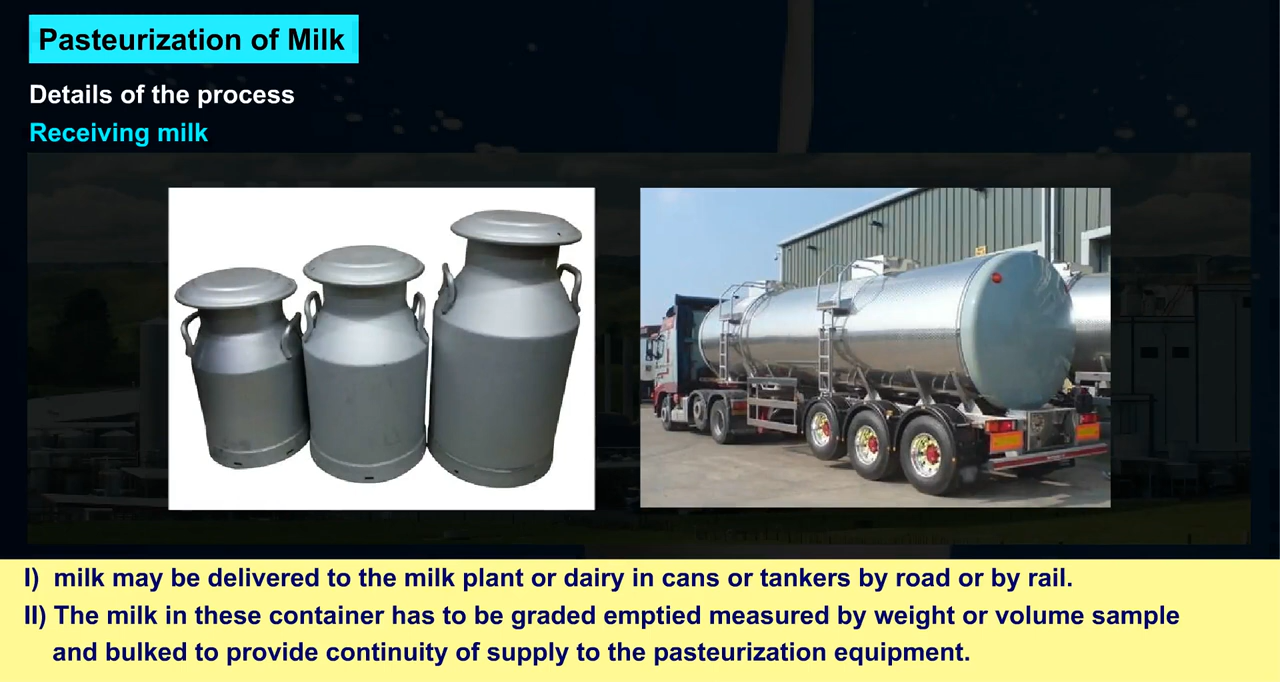 Pasteurization of Milk
Details of the process
Receiving milk
I) milk may be delivered to the milk plant or dairy in cans or tankers by road or by rail.
II) The milk in these container has to be graded emptied measured by weight or volume sample
and bulked to provide continuity of supply to the pasteurization equipment.